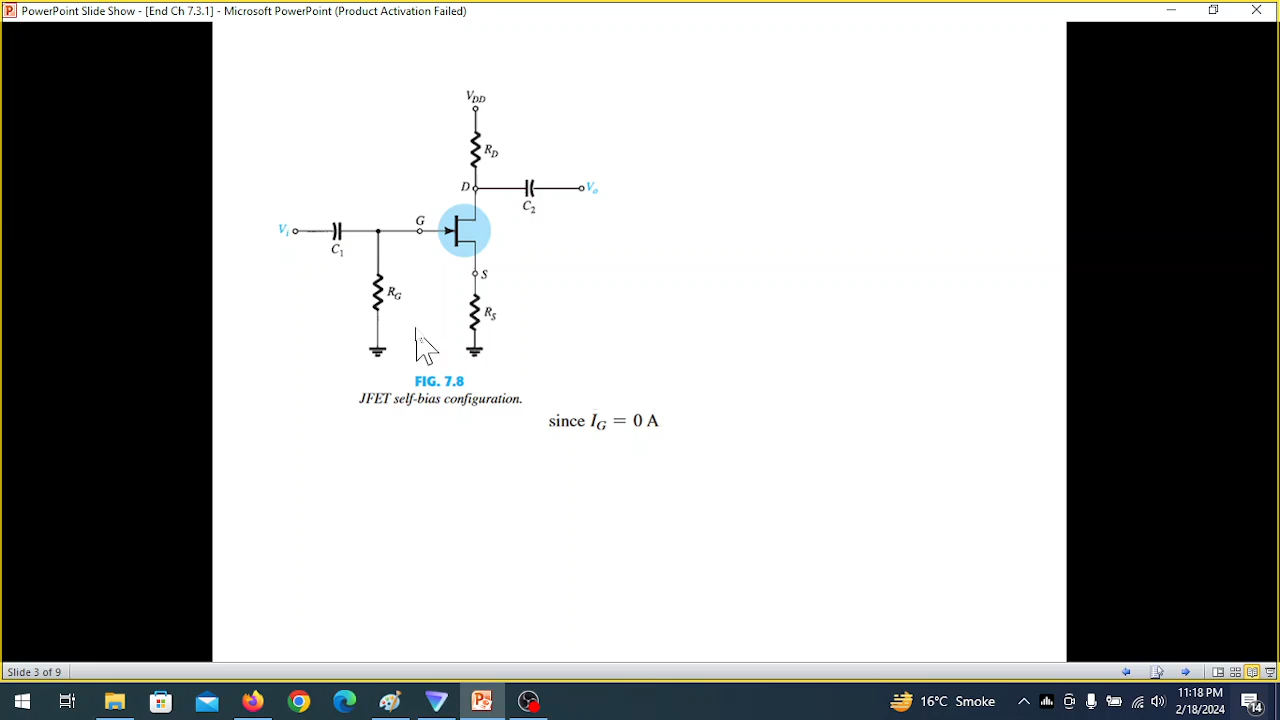 PowerPoint Slide Show - [End Ch 7.3.1] - Microsoft PowerPoint (Product Activation Failed)
VDD
RD
D
Vo
C2
G
Vi
C1
S
RG
RS
FIG. 7.8
JFET self-bias configuration.
since IG = 0 A
Slide 3 of 9
16°C Smoke
11:18 PM
2/18/2024
14